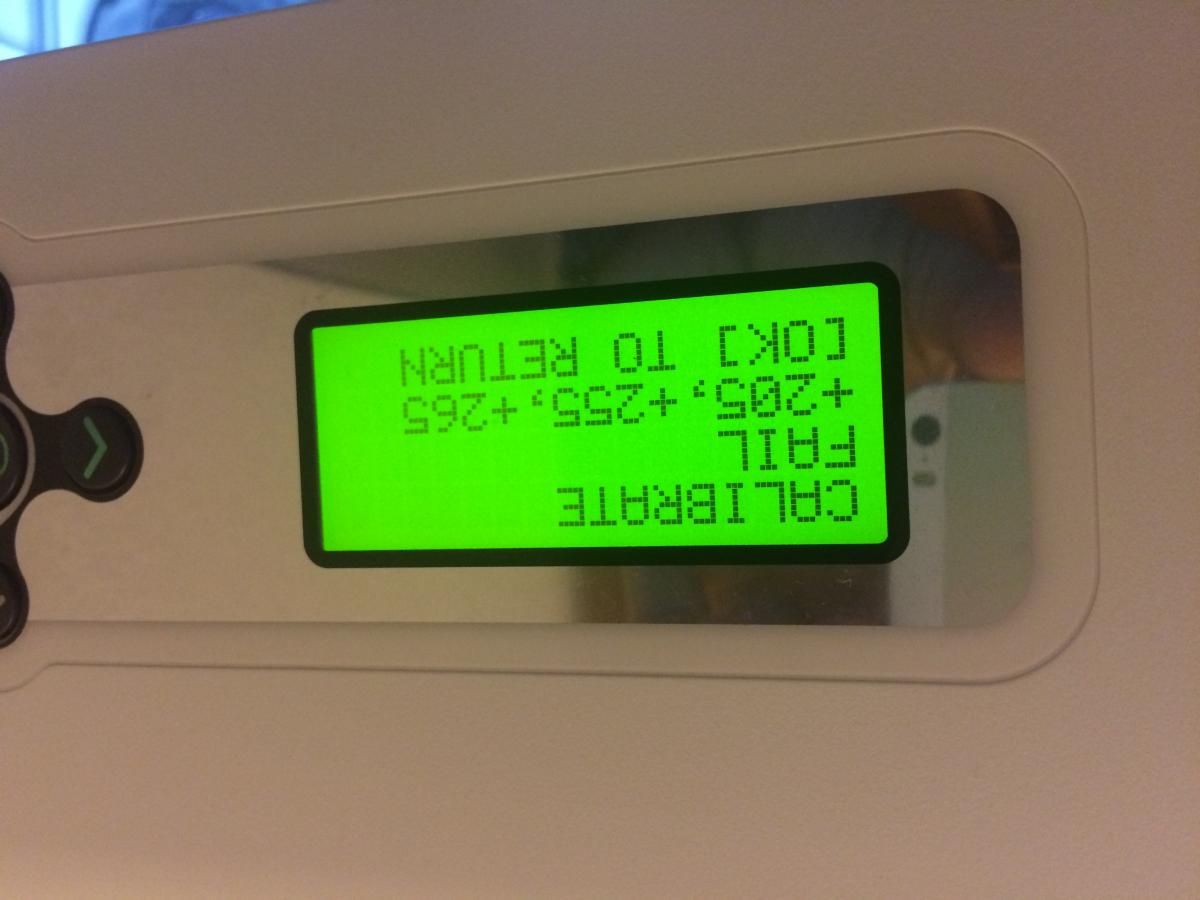 CALIBRATE
FAIL
+205,+255,+265
[OK] TO RETURN